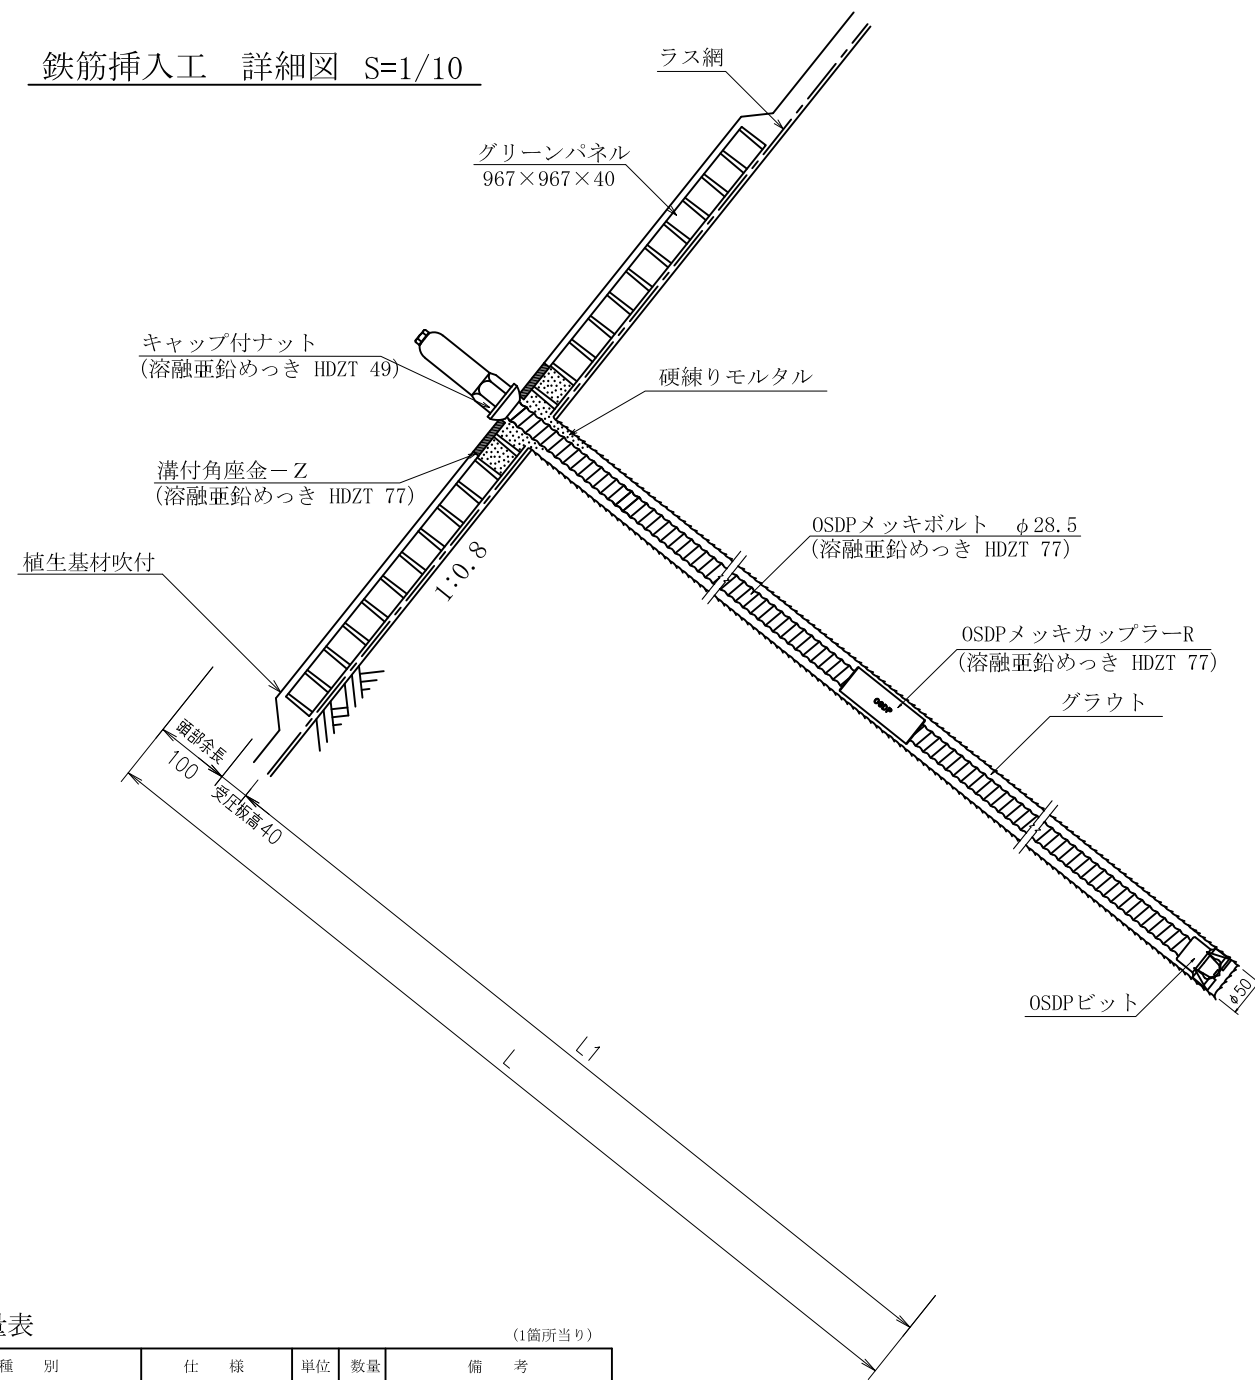 鉄筋挿入工　詳細図 S=1/10
ラス網
グリーンパネル
967×967×40
キャップ付ナット
(溶融亜鉛めっき HDZT 49)
硬練りモルタル
溝付角座金－Z
(溶融亜鉛めっき HDZT 77)
OSDPメッキボルト　φ28.5
(溶融亜鉛めっき HDZT 77)
植生基材吹付
1:0.8
OSDPメッキカップラーR
(溶融亜鉛めっき HDZT 77)
OSDP
グラウト
頭部余長
100
受圧板高40
OSDPビット
φ50
L1
L
量表
(1箇所当り)
種　別　仕　様　単位　数量　備　考